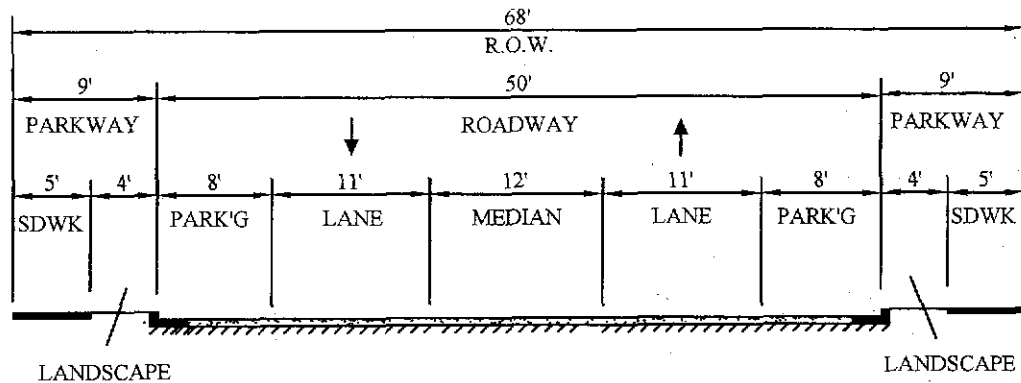 68'
R.O.W.
9' 50' 9'
PARKWAY ROADWAY PARKWAY
5' 4' 8' 11' 12' 11' 8' 4' 5'
SDWK PARK'G LANE MEDIAN LANE PARK'G SDWK
LANDSCAPE LANDSCAPE